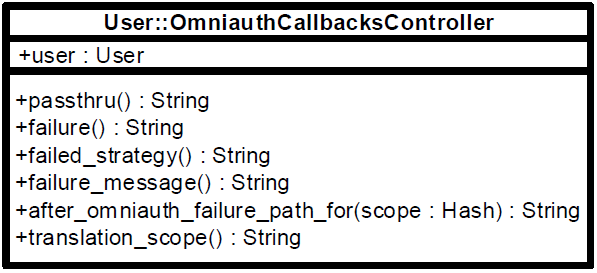 User::OmniauthCallbacksController
+user : User
+passthru() : String
+failure() : String
+failed_strategy() : String
+failure_message() : String
+after_omniauth_failure_path_for(scope : Hash) : String
+translation_scope() : String